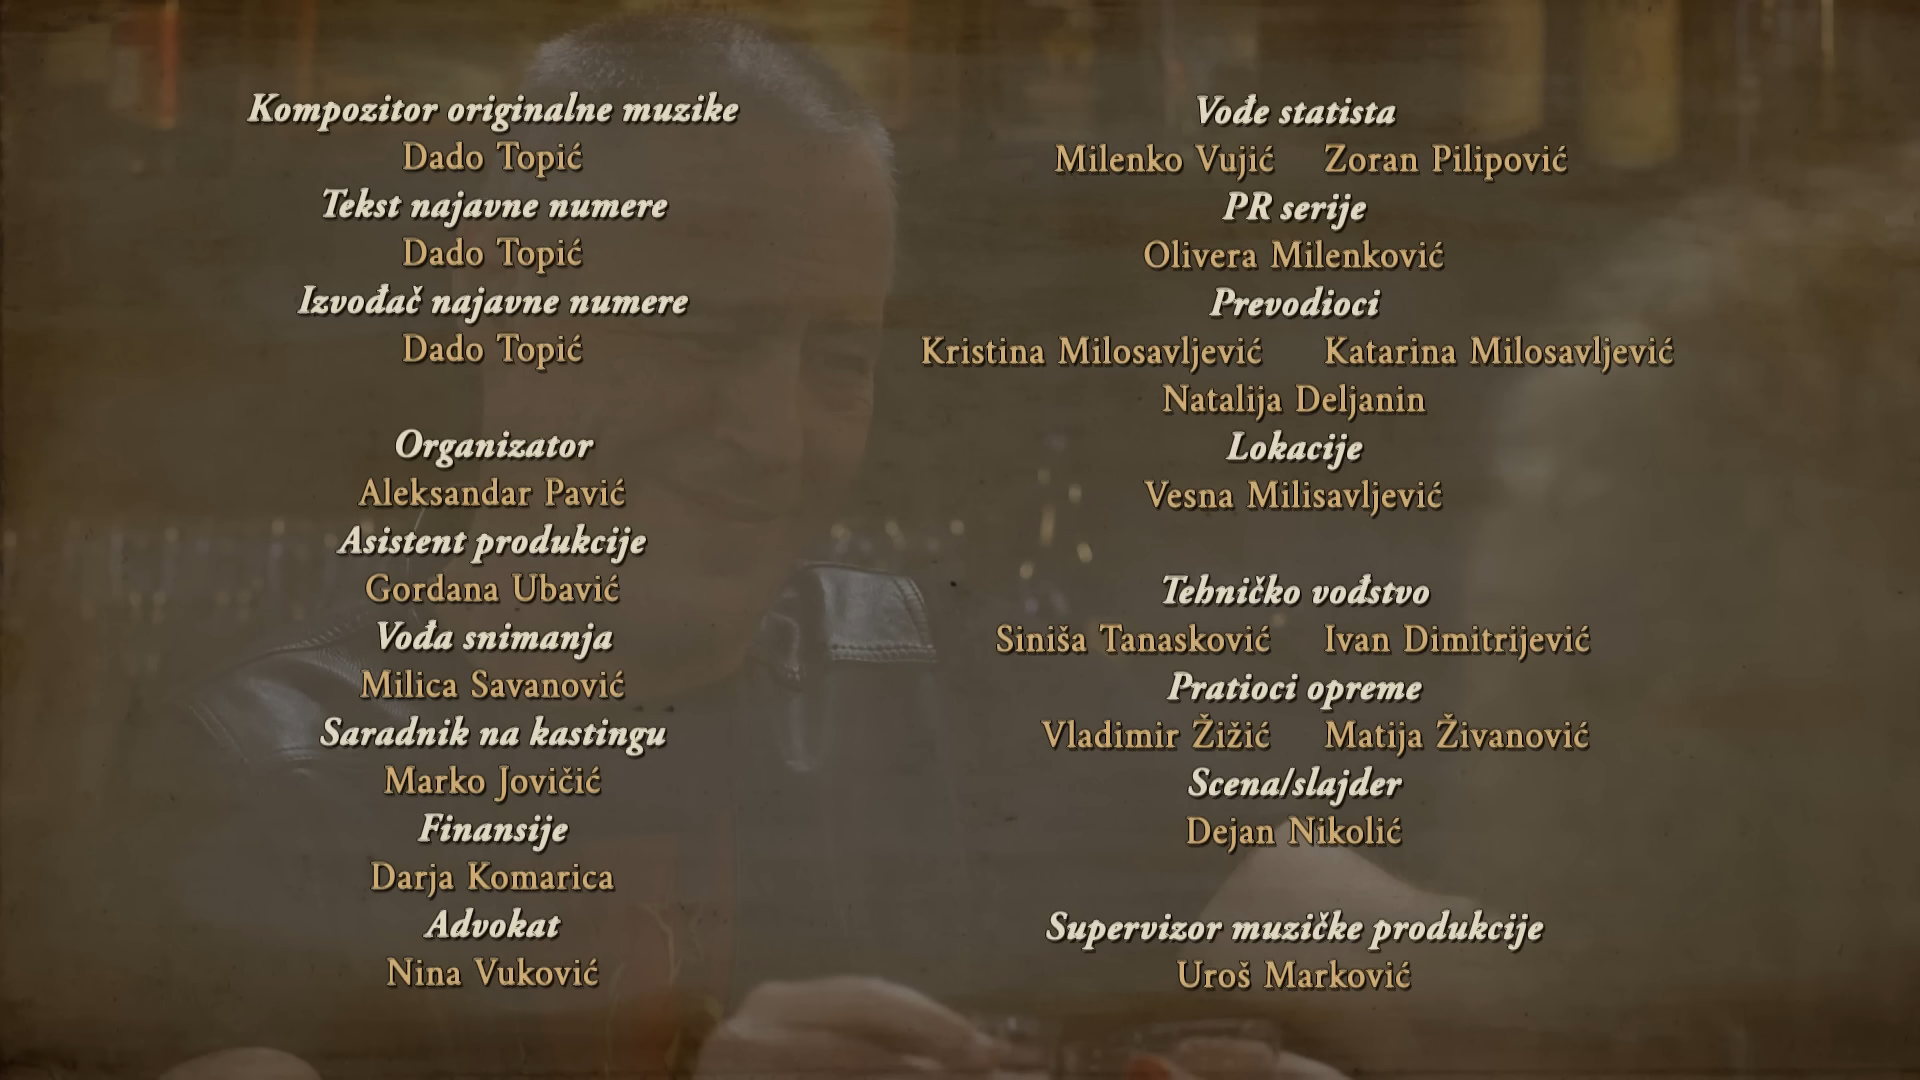 Kompozitor originalne muzike
Dado Topić
Tekst najavne numere
Dado Topić
Izvođač najavne numere
Dado Topić
Organizator
Aleksandar Pavić
Asistent produkcije
Gordana Ubavić
Vođa snimanja
Milica Savanović
Saradnik na kastingu
Marko Jovičić
Finansije
Darja Komarica
Advokat
Nina Vuković
Vođe statista
Milenko Vujić Zoran Pilipović
PR serije
Olivera Milenković
Prevodioci
Kristina Milosavljević Katarina Milosavljević
Natalija Deljanin
Lokacije
Vesna Milisavljević
Tehničko vođstvo
Siniša Tanasković Ivan Dimitrijević
Pratioci opreme
Vladimir Žižić Matija Živanović
Scena/slajder
Dejan Nikolić
Supervizor muzičke produkcije
Uroš Marković